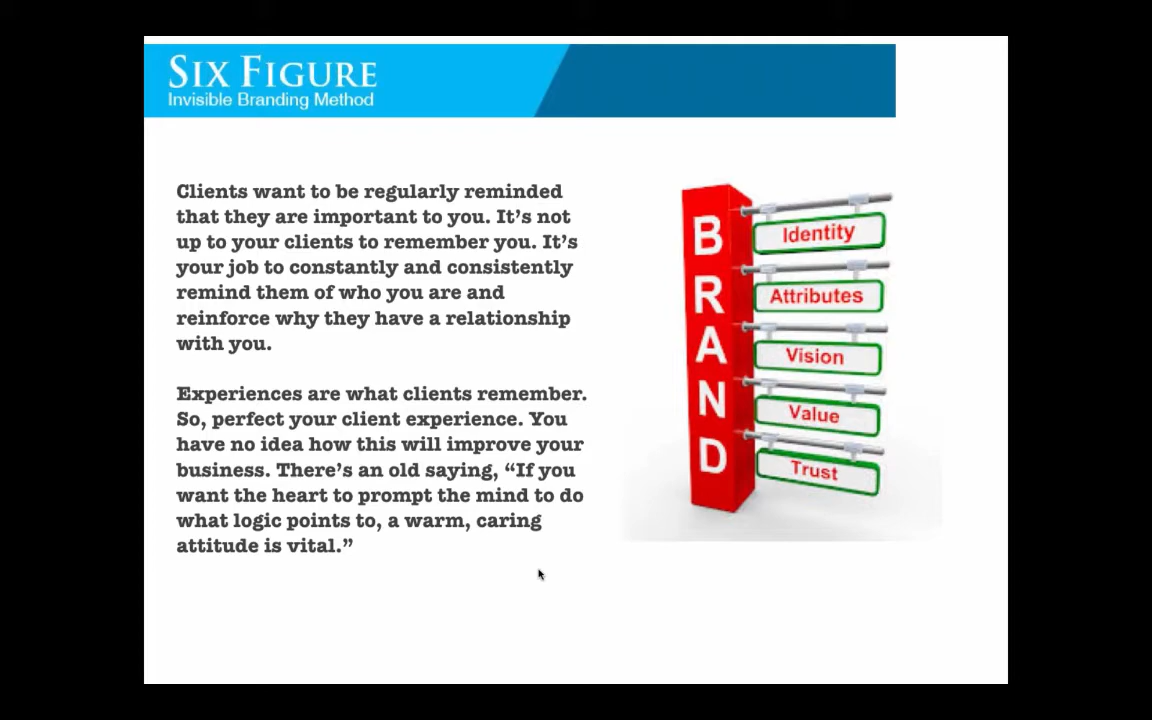 SIX FIGURE
Invisible Branding Method
Clients want to be regularly reminded
that they are important to you. It’s not
up to your clients to remember you. It’s
your job to constantly and consistently
remind them of who you are and
reinforce why they have a relationship
with you.
Experiences are what clients remember.
So, perfect your client experience. You
have no idea how this will improve your
business. There’s an old saying, “If you
want the heart to prompt the mind to do
what logic points to, a warm, caring
attitude is vital.”
BRAND
Identity
Attributes
Vision
Value
Trust